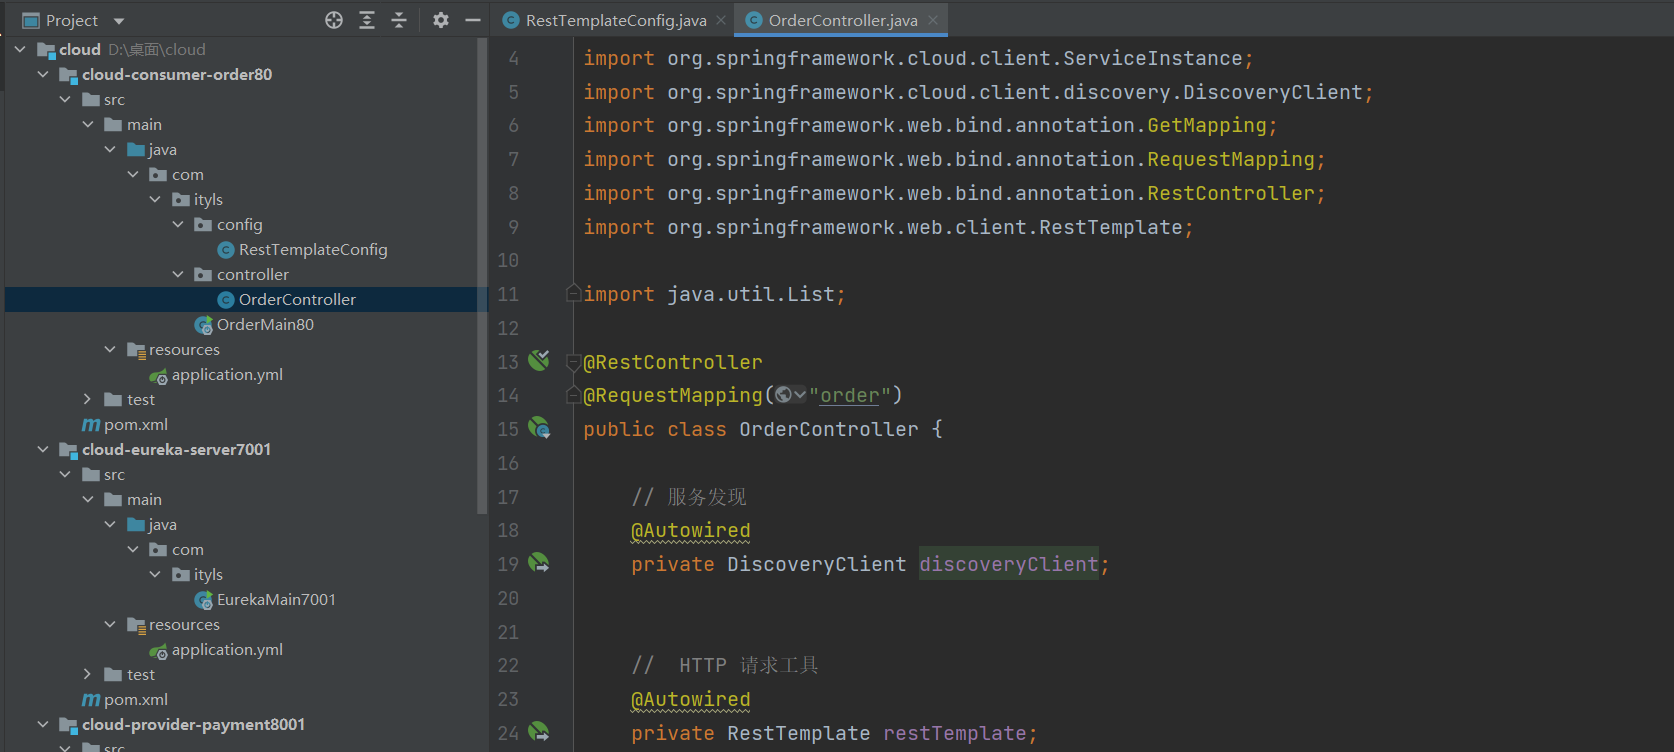 Project
cloud D:\桌面\cloud
cloud-consumer-order80
src
main
java
com
ityls
config
RestTemplateConfig
controller
OrderController
OrderMain80
resources
application.yml
test
pom.xml
cloud-eureka-server7001
src
main
java
com
ityls
EurekaMain7001
resources
application.yml
test
pom.xml
cloud-provider-payment8001
src
RestTemplateConfig.java
OrderController.java
4 import org.springframework.cloud.client.ServiceInstance;
5 import org.springframework.cloud.client.discovery.DiscoveryClient;
6 import org.springframework.web.bind.annotation.GetMapping;
7 import org.springframework.web.bind.annotation.RequestMapping;
8 import org.springframework.web.bind.annotation.RestController;
9 import org.springframework.web.client.RestTemplate;
10
11 import java.util.List;
12
13 @RestController
14 @RequestMapping("order")
15 public class OrderController {
16
17 // 服务发现
18 @Autowired
19 private DiscoveryClient discoveryClient;
20
21
22 // HTTP 请求工具
23 @Autowired
24 private RestTemplate restTemplate;